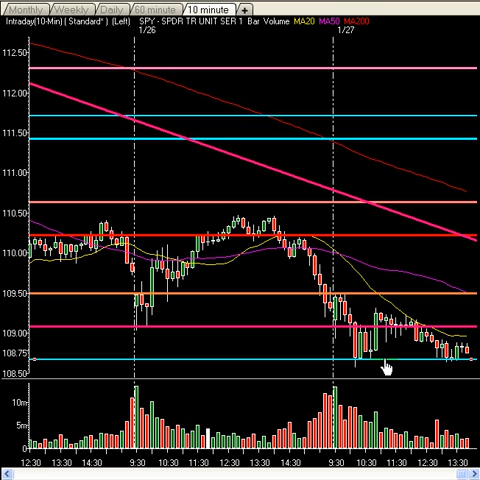 Monthly Weekly Daily 60 minute 10 minute +
Intraday(10-Min) ( Standard* ) (Left) SPY - SPDR TR UNIT SER 1 Bar Volume MA20 MA50 MA200
1/26 1/27
112.50
112.00
111.50
111.00
110.50
110.00
109.50
109.00
108.75
108.50
10m
5m
0
12:30 13:30 14:30 9:30 10:30 11:30 12:30 13:30 14:30 9:30 10:30 11:30 12:30 13:30